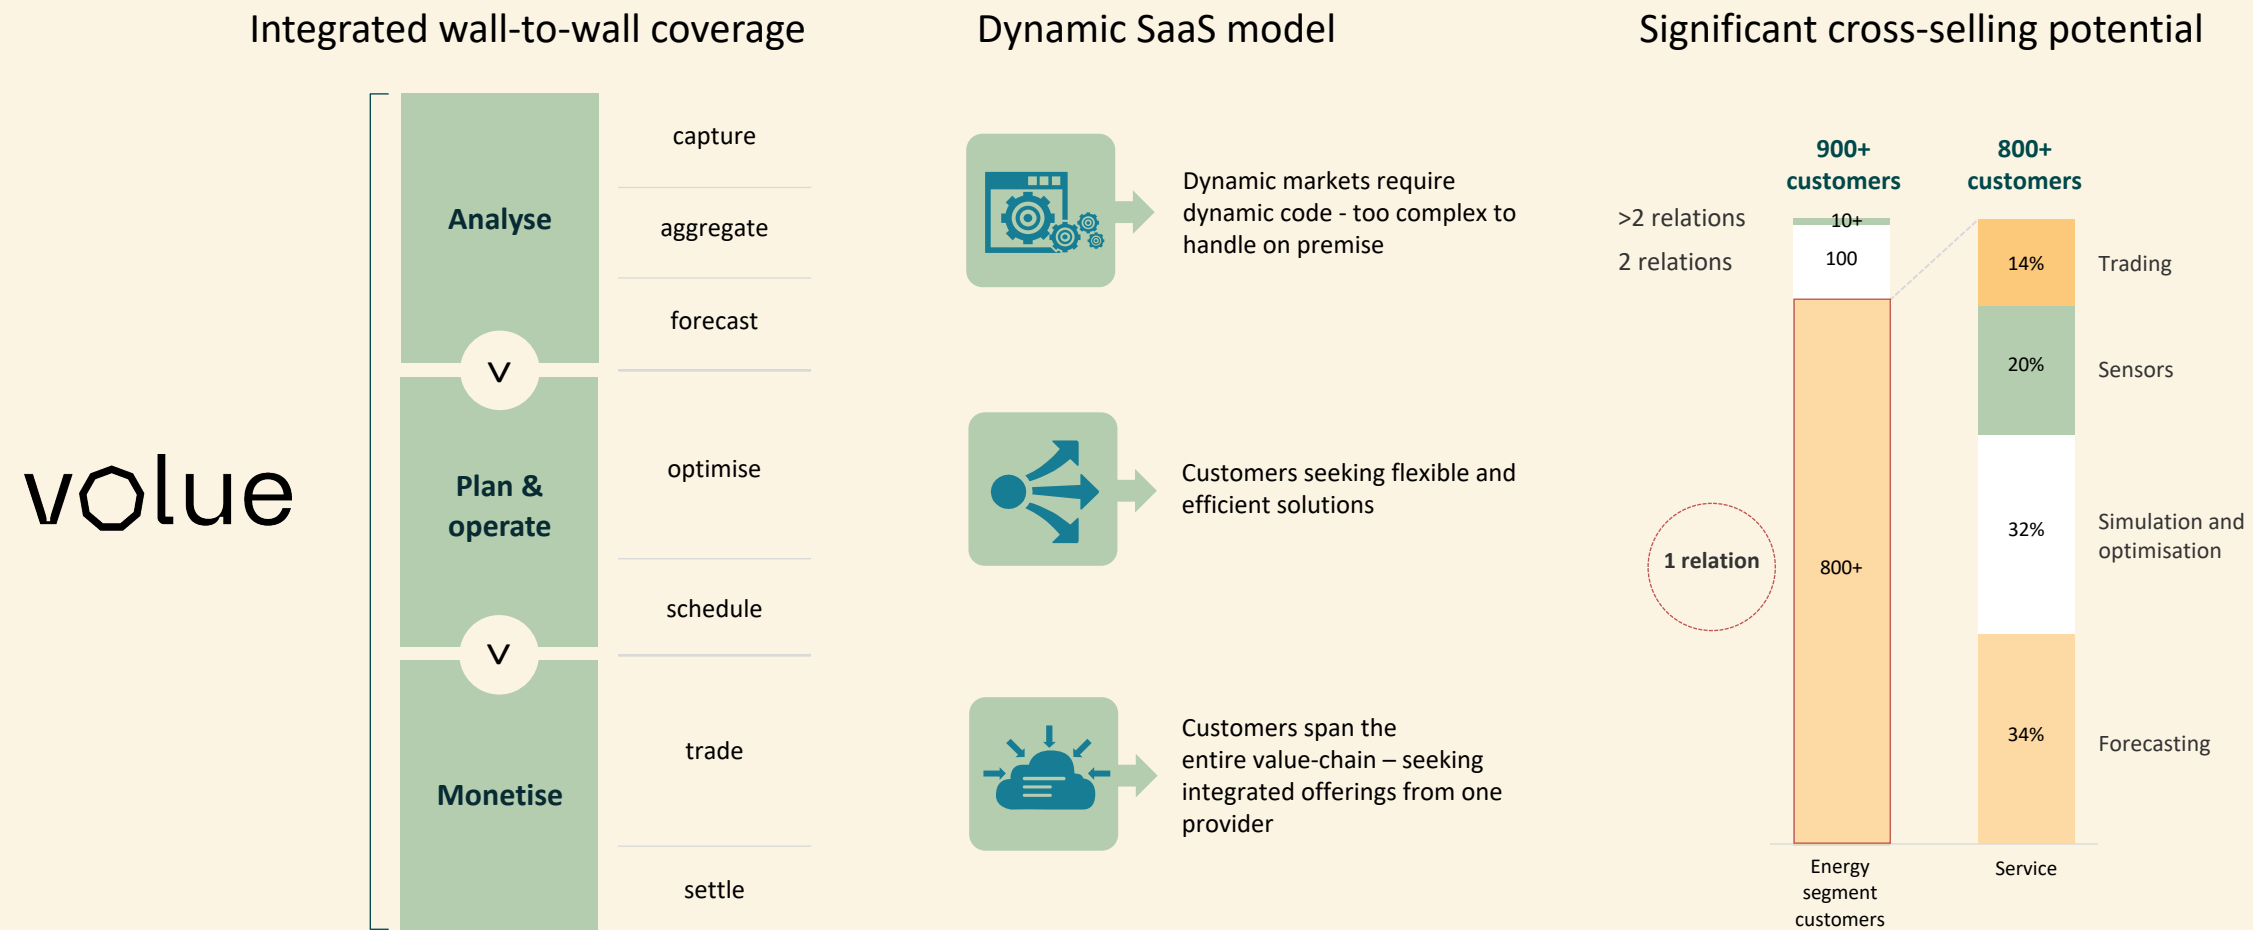 Integrated wall-to-wall coverage
Dynamic SaaS model
Significant cross-selling potential
volue
Analyse
capture
aggregate
forecast
V
Plan &
operate
optimise
schedule
V
Monetise
trade
settle
Dynamic markets require
dynamic code - too complex to
handle on premise
Customers seeking flexible and
efficient solutions
Customers span the
entire value-chain – seeking
integrated offerings from one
provider
900+
customers
800+
customers
>2 relations
10+
2 relations
100
1 relation
800+
14%
Trading
20%
Sensors
32%
Simulation and
optimisation
34%
Forecasting
Energy
segment
customers
Service